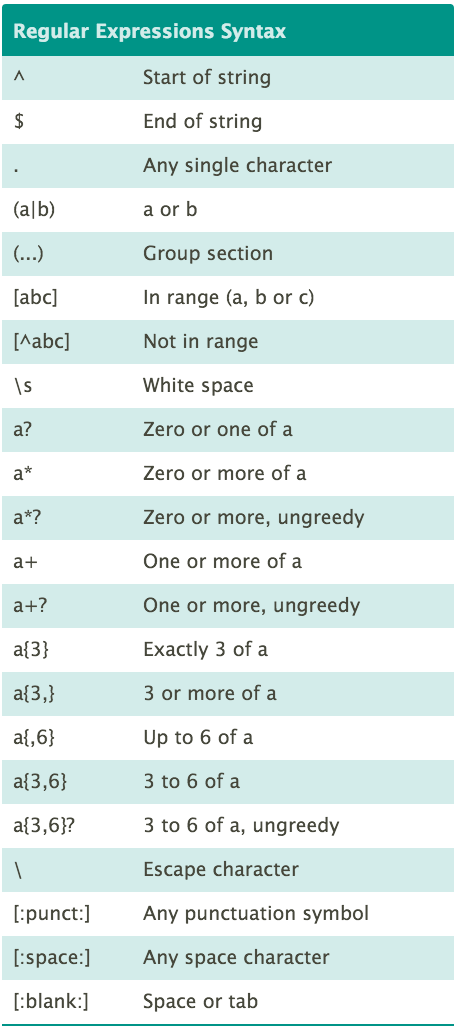 Regular Expressions Syntax
^ Start of string
$ End of string
. Any single character
(a|b) a or b
(...) Group section
[abc] In range (a, b or c)
[^abc] Not in range
\s White space
a? Zero or one of a
a* Zero or more of a
a*? Zero or more, ungreedy
a+ One or more of a
a+? One or more, ungreedy
a{3} Exactly 3 of a
a{3,} 3 or more of a
a{,6} Up to 6 of a
a{3,6} 3 to 6 of a
a{3,6}? 3 to 6 of a, ungreedy
\ Escape character
[:punct:] Any punctuation symbol
[:space:] Any space character
[:blank:] Space or tab